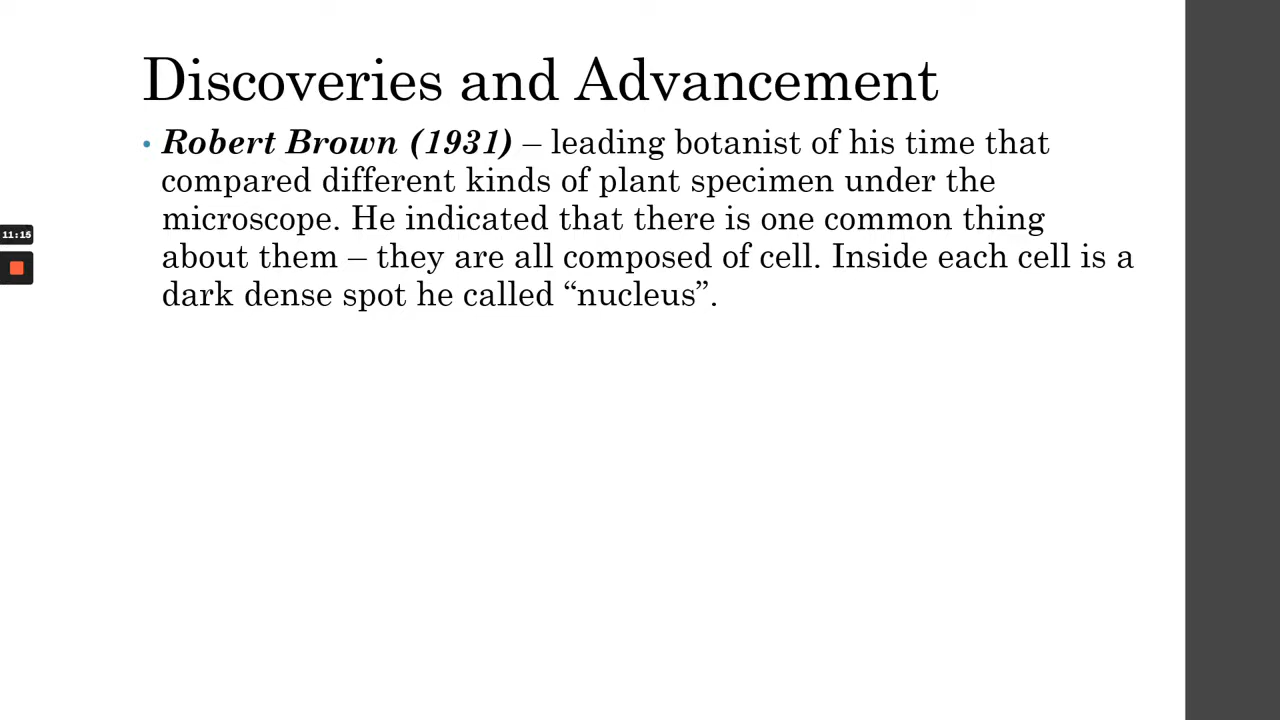 Discoveries and Advancement
• Robert Brown (1931) – leading botanist of his time that
compared different kinds of plant specimen under the
microscope. He indicated that there is one common thing
about them – they are all composed of cell. Inside each cell is a
dark dense spot he called “nucleus”.
11:15